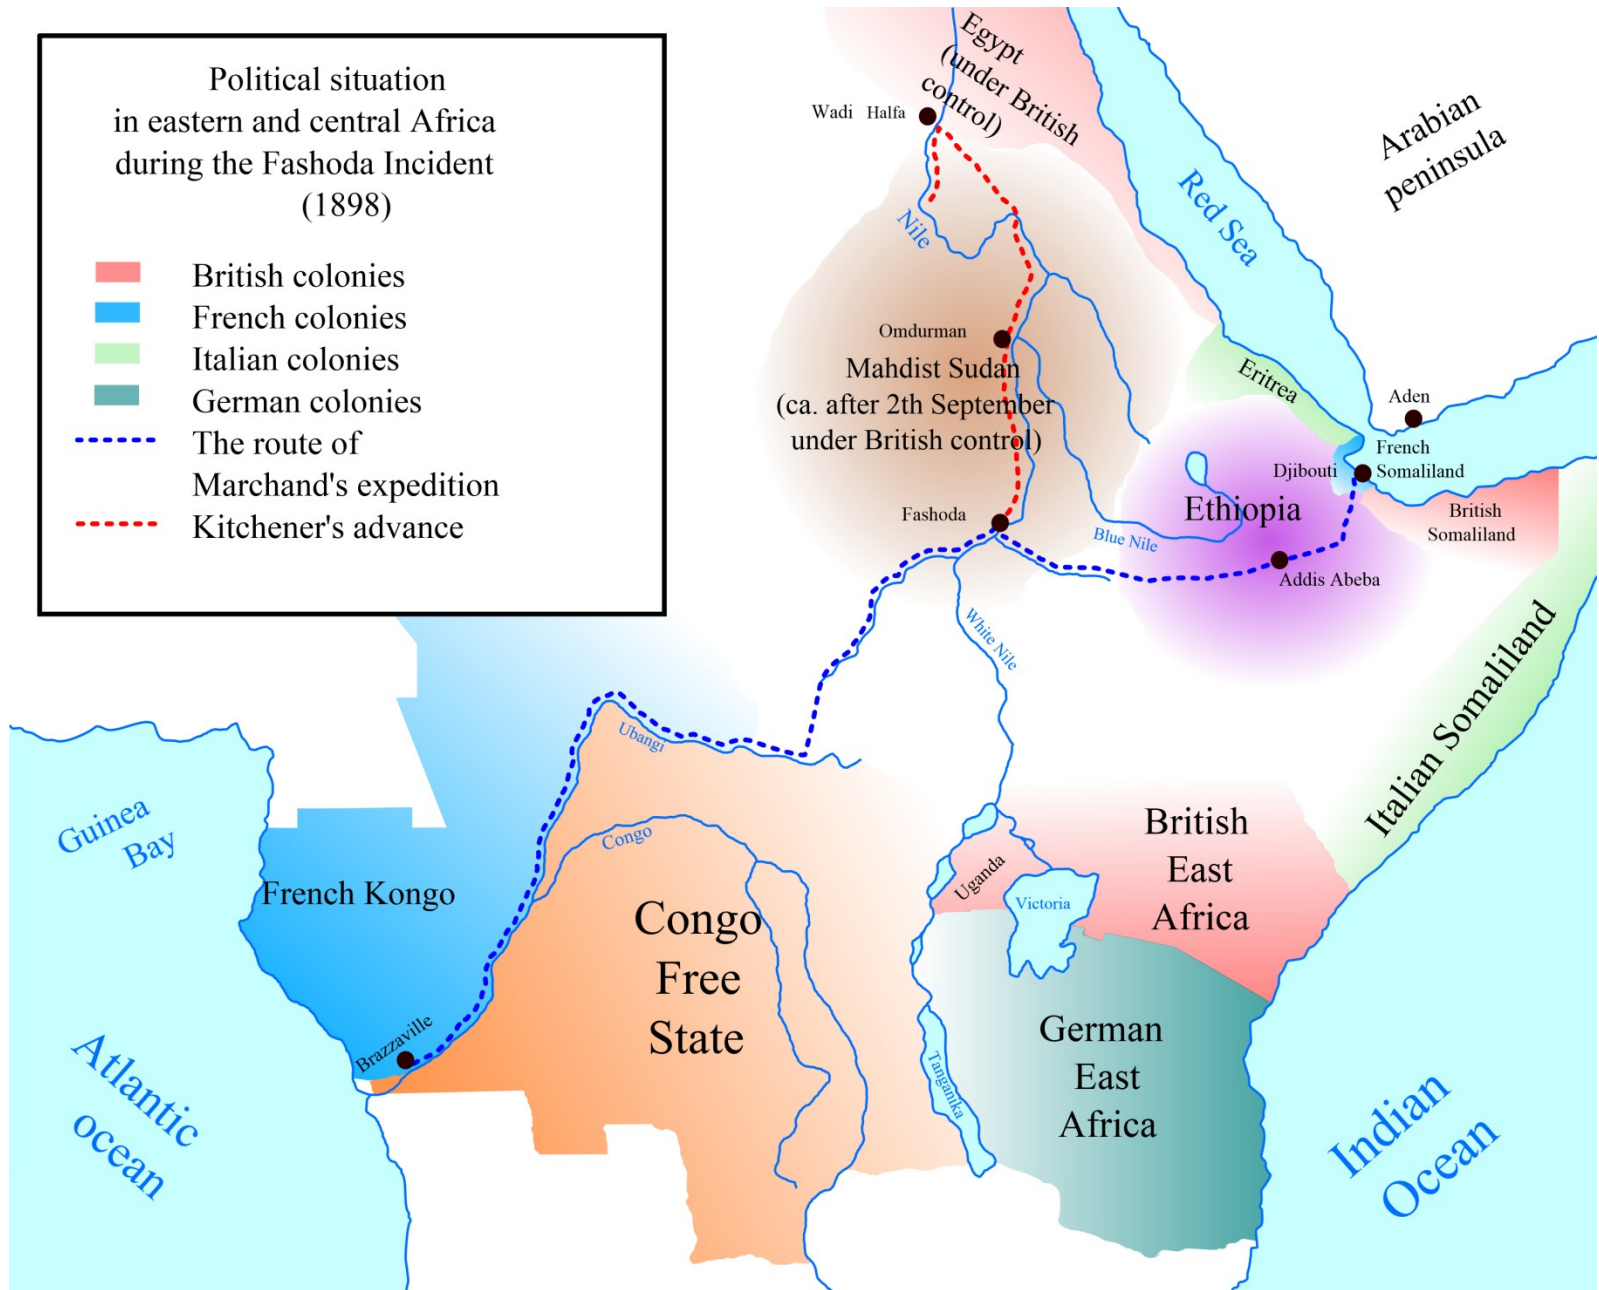 Political situation
in eastern and central Africa
during the Fashoda Incident
(1898)
British colonies
French colonies
Italian colonies
German colonies
The route of
Marchand's expedition
Kitchener's advance
Egypt
(under British
control)
Wadi Halfa
Arabian
peninsula
Red Sea
Nile
Omdurman
Mahdist Sudan
(ca. after 2th September
under British control)
Eritrea
Aden
French
Somaliland
Djibouti
British
Somaliland
Ethiopia
Fashoda
Blue Nile
Addis Abeba
White Nile
Italian Somaliland
Ubangi
Congo
Guinea
Bay
French Kongo
Congo
Free
State
Uganda
Victoria
British
East
Africa
Brazzaville
German
East
Africa
Tanganika
Atlantic
ocean
Indian
Ocean